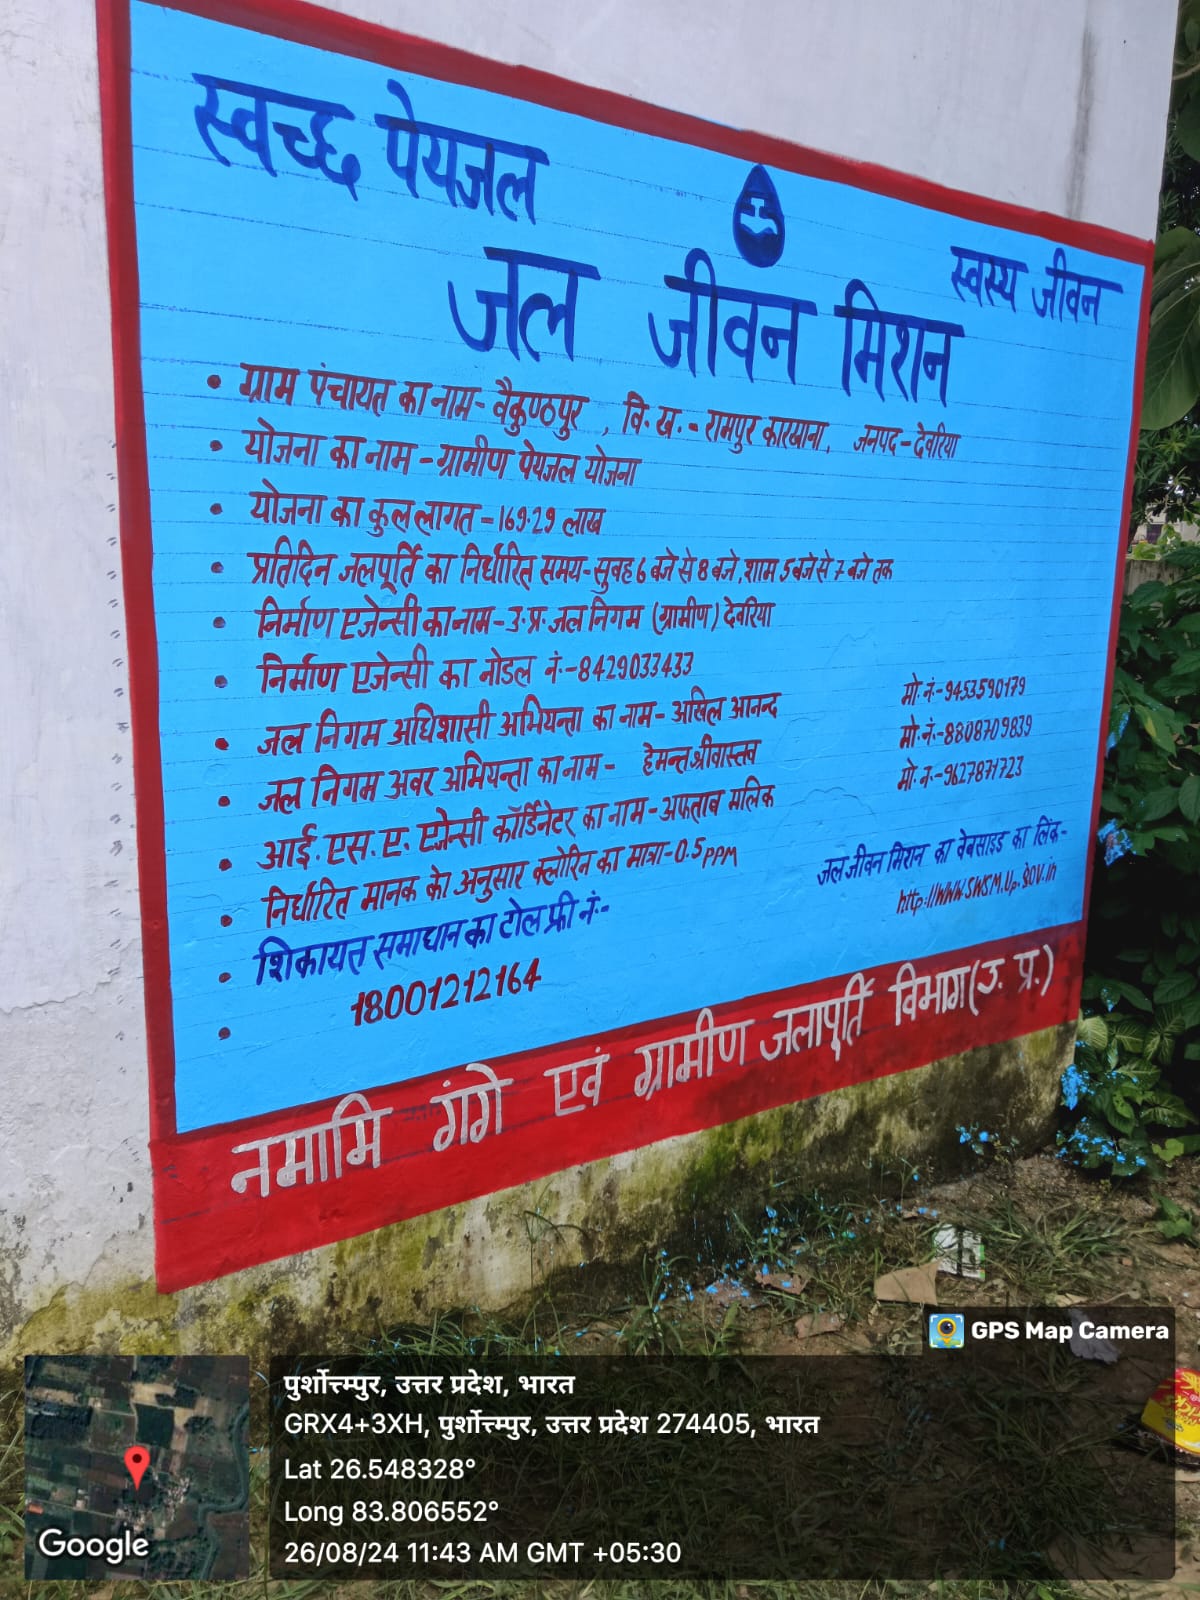 स्वच्छ पेयजल
स्वस्य जीवन
जल जीवन मिशन
• ग्राम पंचायत का नाम- वैकुण्ठपुर , वि.ख.- रामपुर कारखाना, जनपद-देवरिया
• योजना का नाम -ग्रामीण पेयजल योजना
• योजना का कुल लागत -169.29 लाख
• प्रतिदिन जलपूर्ति का निर्धारित समय-सुवह 6 बजे से 8 बजे, शाम 5 बजे से 7 बजे तक
• निर्माण एजेन्सी का नाम-उ.प्र. जल निगम (ग्रामीण) देवरिया
• निर्माण एजेन्सी का नोडल नं.-8429033433
• जल निगम अधिशासी अभियन्ता का नाम- अखिल आनन्द मो.नं.-9453590179
• जल निगम अवर अभियन्ता का नाम- हेमन्त श्रीवास्तव मो.नं.-8808709839
• आई.एस.ए. एजेन्सी कॉर्डिनेटर का नाम-अफताब मलिक मो.नं.-9627871723
• निर्धारित मानक के अनुसार क्लोरिन का मात्रा-0.5 PPM
• शिकायत समाधान का टोल फ्री नं.-
• 18001212164
जल जीवन मिशन का वेबसाइड का लिंक-
http://www.swsm.up.gov.in
नमामि गंगे एवं ग्रामीण जलापूर्ति विभाग(उ. प्र.)
GPS Map Camera
पुर्शोत्त्म्पुर, उत्तर प्रदेश, भारत
GRX4+3XH, पुर्शोत्त्म्पुर, उत्तर प्रदेश 274405, भारत
Lat 26.548328°
Long 83.806552°
26/08/24 11:43 AM GMT +05:30
Google